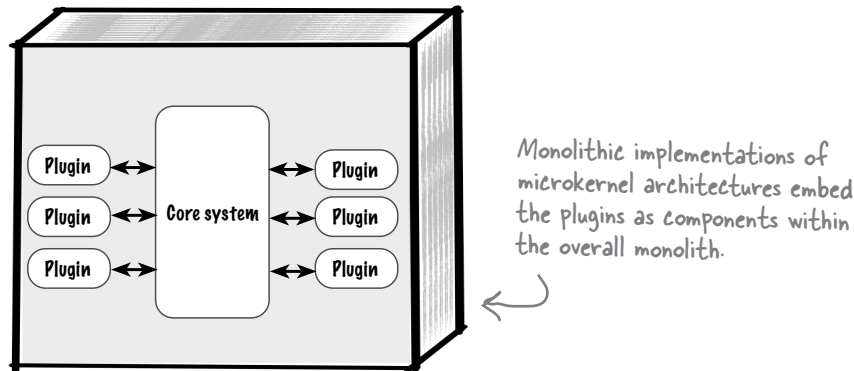 Plugin
Plugin
Plugin
Core system
Plugin
Plugin
Plugin
Monolithic implementations of
microkernel architectures embed
the plugins as components within
the overall monolith.